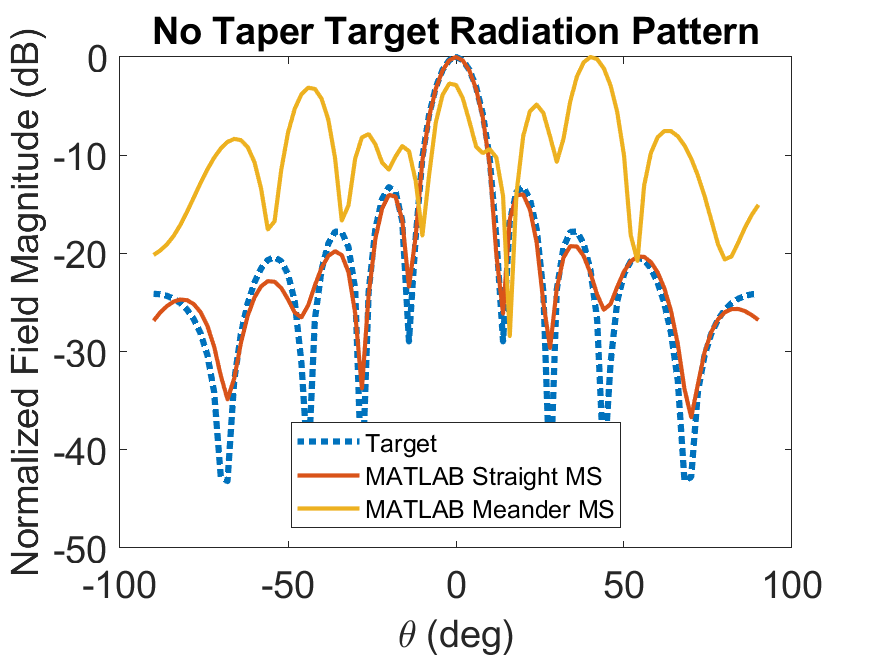 No Taper Target Radiation Pattern
Normalized Field Magnitude (dB)
0
-10
-20
-30
-40
-50
Target
MATLAB Straight MS
MATLAB Meander MS
-100
-50
0
50
100
θ (deg)